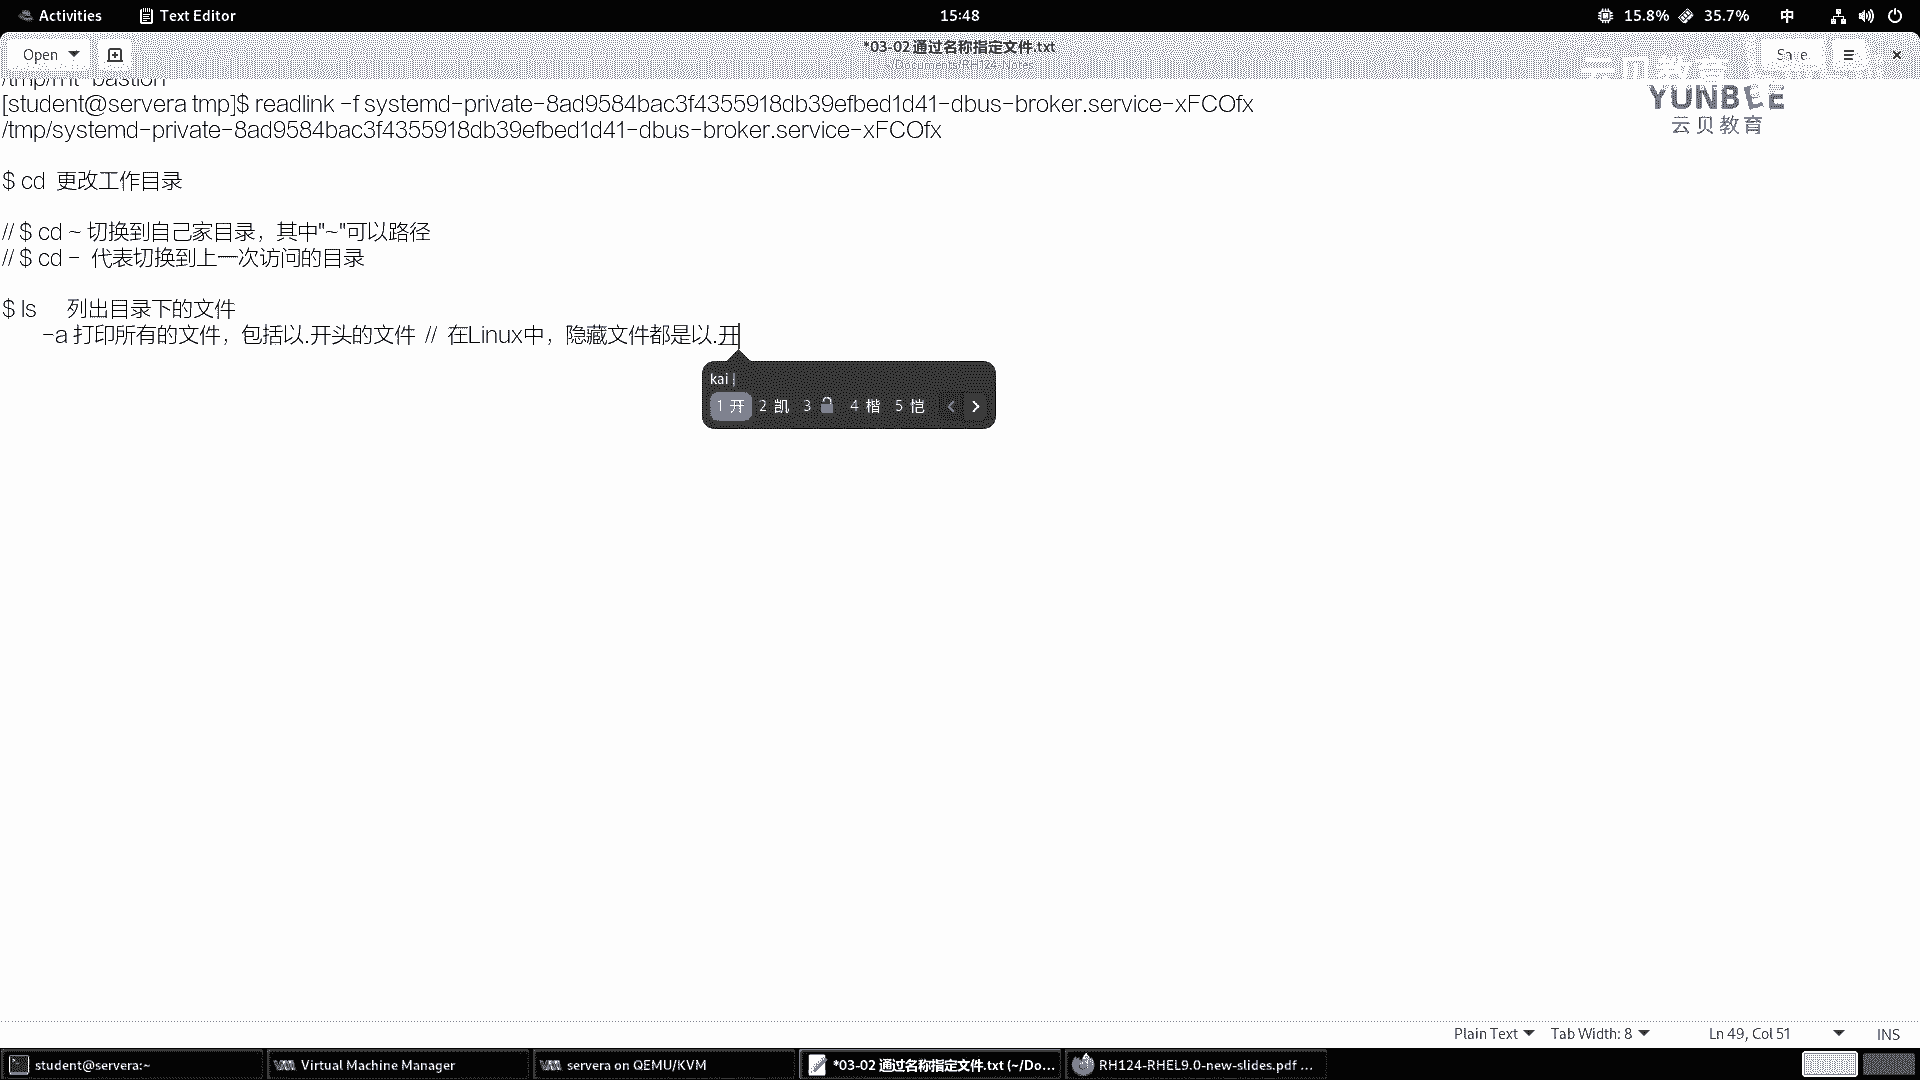 Activities Text Editor 15:48 15.8% 35.7% 中
Open *03-02 通过名称指定文件.txt Save
~/Documents/RH124-Notes
云贝教育
YUNBEE
云贝教育
/tmp/mt-bastion
[student@servera tmp]$ readlink -f systemd-private-8ad9584bac3f4355918db39efbed1d41-dbus-broker.service-xFCOfx
/tmp/systemd-private-8ad9584bac3f4355918db39efbed1d41-dbus-broker.service-xFCOfx
$ cd 更改工作目录
// $ cd ~ 切换到自己家目录，其中"~"可以路径
// $ cd - 代表切换到上一次访问的目录
$ ls 列出目录下的文件
-a 打印所有的文件，包括以.开头的文件 // 在Linux中，隐藏文件都是以.开
kai
1 开 2 凯 3 🔓 4 楷 5 恺
Plain Text Tab Width: 8 Ln 49, Col 51 INS
student@servera:~ Virtual Machine Manager servera on QEMU/KVM *03-02 通过名称指定文件.txt (~/Do... RH124-RHEL9.0-new-slides.pdf ...